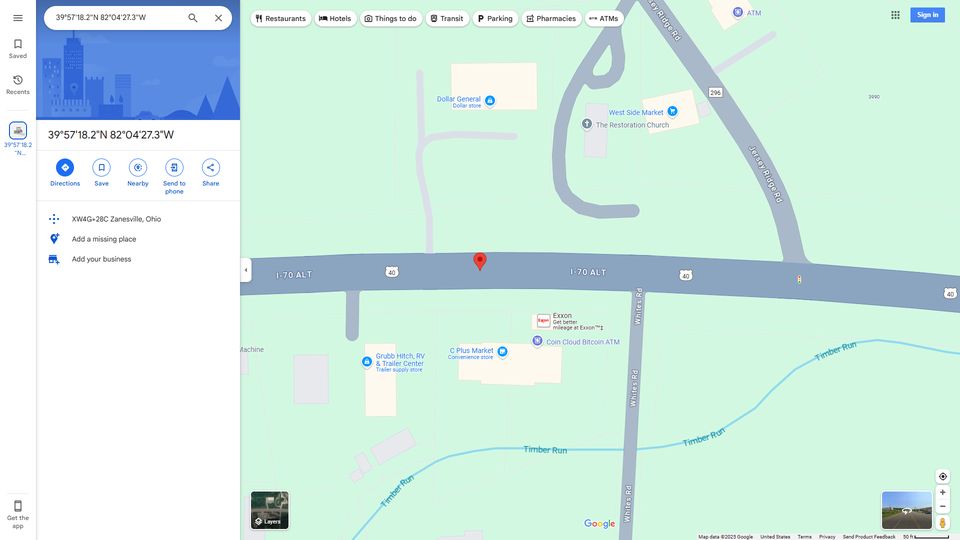 39°57'18.2"N 82°04'27.3"W
Restaurants
Hotels
Things to do
Transit
Parking
Pharmacies
ATMs
Sign in
Saved
Recents
39°57'18.2
"N...
Get the
app
39°57'18.2"N 82°04'27.3"W
Directions
Save
Nearby
Send to
phone
Share
XW4G+28C Zanesville, Ohio
Add a missing place
Add your business
ATM
Jersey Ridge Rd
296
3990
Dollar General
Dollar store
West Side Market
The Restoration Church
Jersey Ridge Rd
I-70 ALT
40
I-70 ALT
40
40
Whites Rd
Exxon
Exxon
Get better
mileage at Exxon™‡
Coin Cloud Bitcoin ATM
C Plus Market
Convenience store
Machine
Grubb Hitch, RV
& Trailer Center
Trailer supply store
Timber Run
Whites Rd
Timber Run
Timber Run
Timber Run
Whites Rd
Layers
Google
Map data ©2025 Google
United States
Terms
Privacy
Send Product Feedback
50 ft